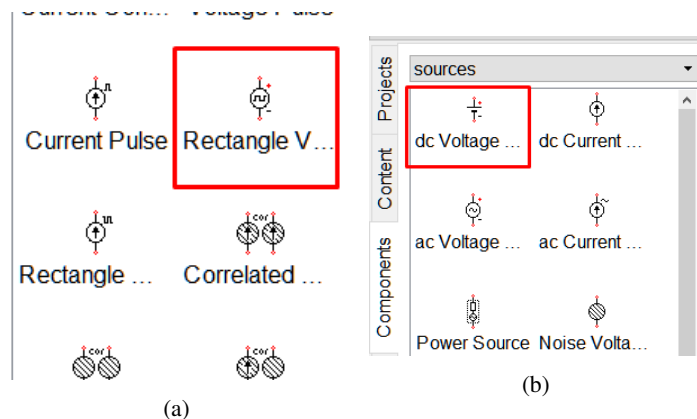 Current Pulse
Rectangle V...
Rectangle ...
cor
Correlated ...
cor
cor
(a)
Projects
Content
Components
sources
dc Voltage ...
dc Current ...
ac Voltage ...
ac Current ...
Power Source
Noise Volta...
(b)